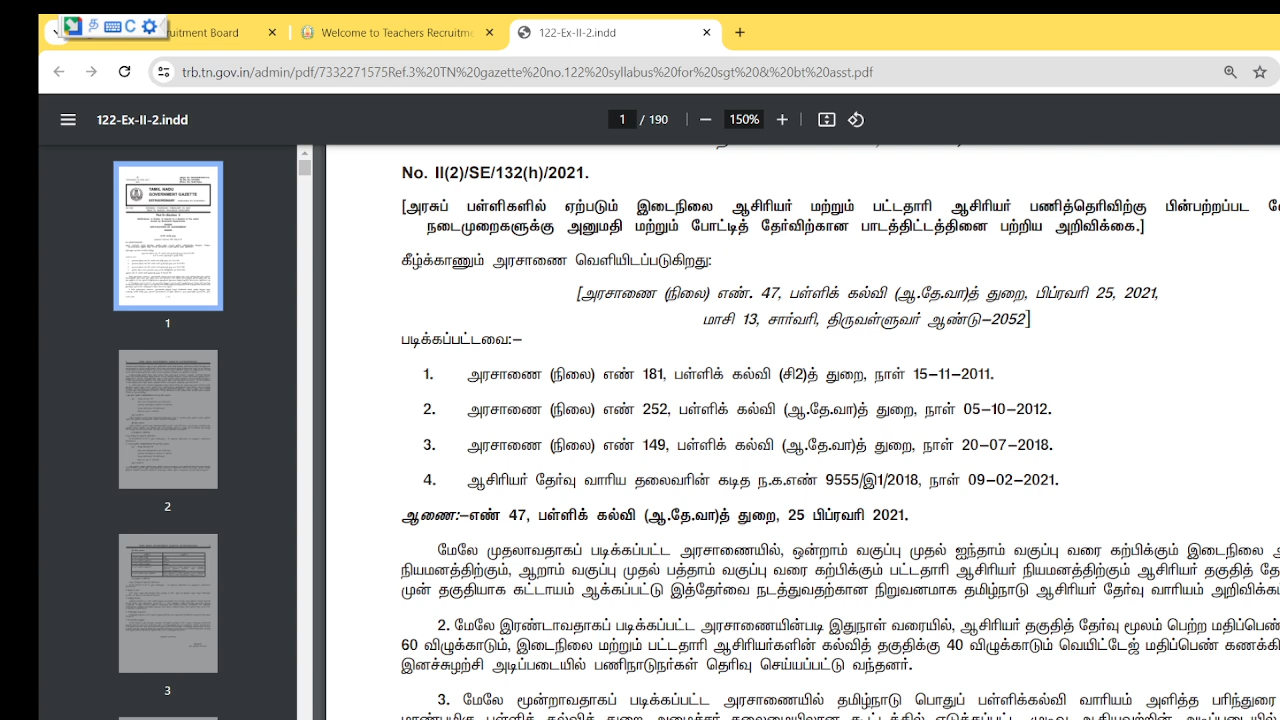 ruitment Board
Welcome to Teachers Recruitme
122-Ex-II-2.indd
trb.tn.gov.in/admin/pdf/7332271575Ref.3%20TN%20gazette%20no.122%20syllabus%20for%20sgt%20%20bt%20asst.pdf
122-Ex-II-2.indd
1 / 190
150%
TAMIL NADU
GOVERNMENT GAZETTE
1
2
3
No. II(2)/SE/132(h)/2021.
[அரசுப் பள்ளிகளில் உள்ள இடைநிலை ஆசிரியர் மற்றும் பட்டதாரி ஆசிரியர் பணித்தெரிவிற்கு பின்பற்றப்பட
நடைமுறைகளுக்கு அனுமதி மற்றும் போட்டித் தேர்விற்கான பாடத்திட்டத்தினை பற்றிய அறிவிக்கை.]
கீழ்க்காணும் அரசாணை வெளியிடப்படுகிறது:
[அரசாணை (நிலை) எண். 47, பள்ளிக் கல்வி (ஆ.தே.வா)த் துறை, பிப்ரவரி 25, 2021,
மாசி 13, சார்வரி, திருவள்ளுவர் ஆண்டு–2052]
படிக்கப்பட்டவை:–
1. அரசாணை (நிலை) எண் 181, பள்ளிக் கல்வி (சி2)த் துறை, நாள் 15–11–2011.
2. அரசாணை (நிலை) எண் 252, பள்ளிக் கல்வி (ஆ.தே.வா)த் துறை, நாள் 05–10–2012.
3. அரசாணை (நிலை) எண் 149, பள்ளிக் கல்வி (ஆ.தே.வா)த் துறை, நாள் 20–07–2018.
4. ஆசிரியர் தேர்வு வாரிய தலைவரின் கடித ந.க.எண் 9555/இ1/2018, நாள் 09–02–2021.
ஆணை:–எண் 47, பள்ளிக் கல்வி (ஆ.தே.வா)த் துறை, 25 பிப்ரவரி 2021.
மேலே முதலாவதாகப் படிக்கப்பட்ட அரசாணையில், ஒன்றாம் வகுப்பு முதல் ஐந்தாம் வகுப்பு வரை கற்பிக்கும் இடைநிலை
நியமனத்திற்கும், ஆறாம் வகுப்பு முதல் பத்தாம் வகுப்பு வரை கற்பிக்கும் பட்டதாரி ஆசிரியர் நியமனத்திற்கும் ஆசிரியர் தகுதித்
தகுதியாக கட்டாயம் ஆக்கப்பட்டு இத்தேர்வை நடத்துவதற்கான நிறுவனமாக தமிழ்நாடு ஆசிரியர் தேர்வு வாரியம்
2. மேலே இரண்டாவதாகப் படிக்கப்பட்ட அரசாணையின்படி அரசாணை வரையில், ஆசிரியர் தகுதித் தேர்வு மூலம் பெற்ற
60 விழுக்காடும், இடைநிலை மற்றும் பட்டதாரி ஆசிரியர்களின் கல்வித் தகுதிக்கு 40 விழுக்காடும் வெயிட்டேஜ் மதிப்பெண்
இனச்சுழற்சி அடிப்படையில் பணிநாடுநர்கள் தெரிவு செய்யப்பட்டு வந்தனர்.
3. மேலே மூன்றாவதாகப் படிக்கப்பட்ட அரசாணையில் தமிழ்நாடு பொதுப் பள்ளிக்கல்வி வாரியம் அளித்த